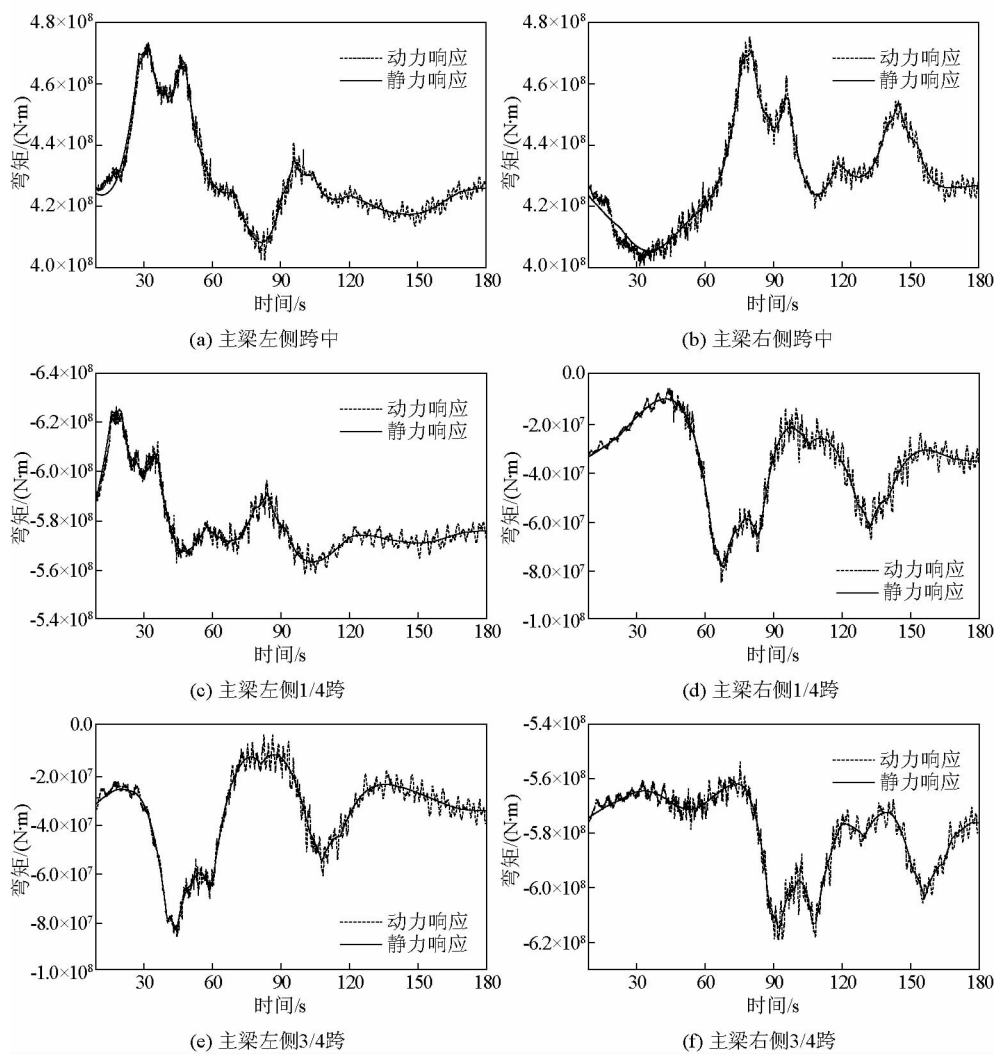 4.8×10⁸
4.6×10⁸
4.4×10⁸
4.2×10⁸
4.0×10⁸
弯矩/(N·m)
动力响应
静力响应
30 60 90 120 150 180
时间/s
(a) 主梁左侧跨中
4.8×10⁸
4.6×10⁸
4.4×10⁸
4.2×10⁸
4.0×10⁸
弯矩/(N·m)
动力响应
静力响应
30 60 90 120 150 180
时间/s
(b) 主梁右侧跨中
-6.4×10⁸
-6.2×10⁸
-6.0×10⁸
-5.8×10⁸
-5.6×10⁸
-5.4×10⁸
弯矩/(N·m)
动力响应
静力响应
30 60 90 120 150 180
时间/s
(c) 主梁左侧1/4跨
0.0
-2.0×10⁷
-4.0×10⁷
-6.0×10⁷
-8.0×10⁷
-1.0×10⁸
弯矩/(N·m)
动力响应
静力响应
30 60 90 120 150 180
时间/s
(d) 主梁右侧1/4跨
0.0
-2.0×10⁷
-4.0×10⁷
-6.0×10⁷
-8.0×10⁷
-1.0×10⁸
弯矩/(N·m)
动力响应
静力响应
30 60 90 120 150 180
时间/s
(e) 主梁左侧3/4跨
-5.4×10⁸
-5.6×10⁸
-5.8×10⁸
-6.0×10⁸
-6.2×10⁸
弯矩/(N·m)
动力响应
静力响应
30 60 90 120 150 180
时间/s
(f) 主梁右侧3/4跨